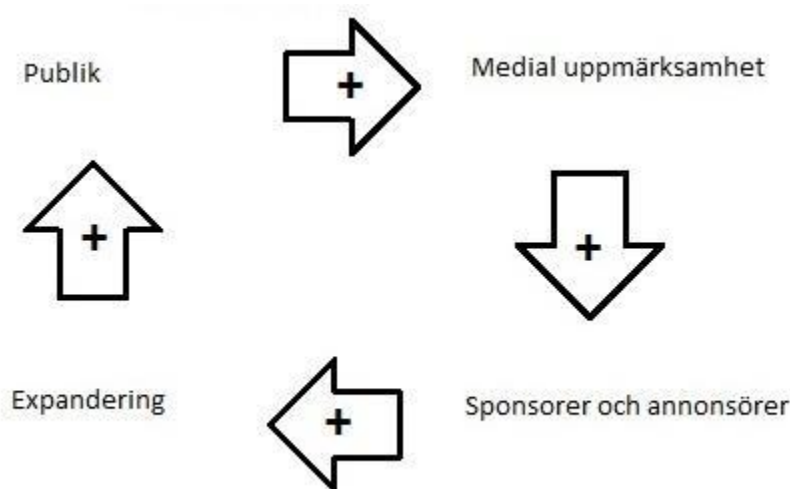 Publik
+
Medial uppmärksamhet
+
+
Expandering
+
Sponsorer och annonsörer